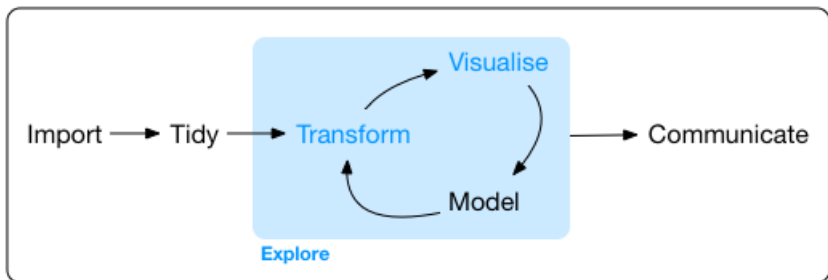 Visualise
Import
Tidy
Transform
Communicate
Model
Explore